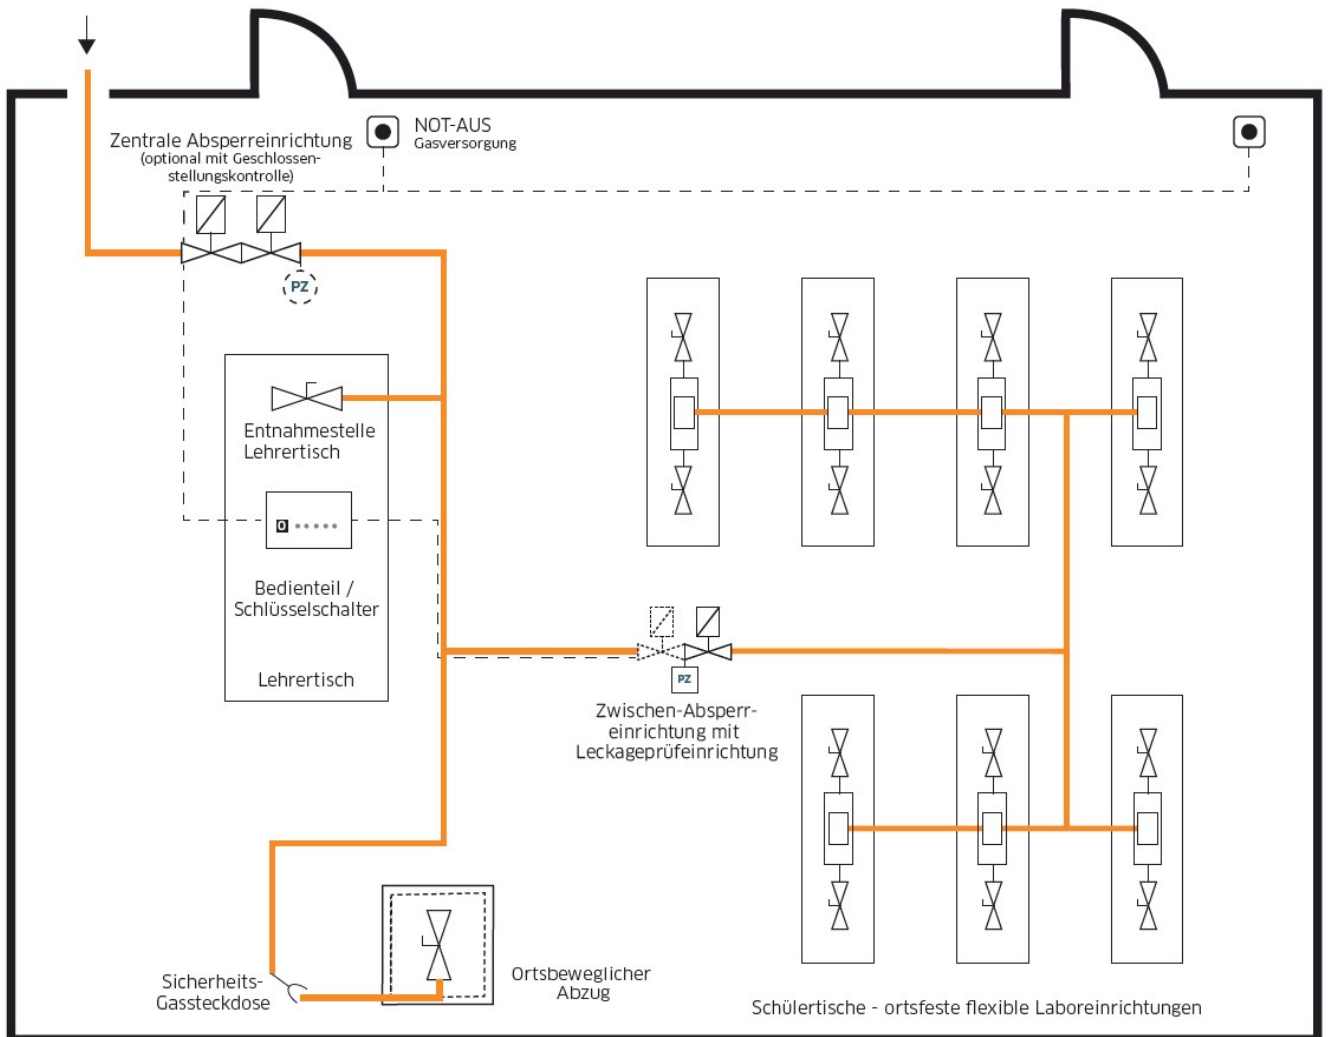 Zentrale Absperreinrichtung
(optional mit Geschlossen-
stellungskontrolle)
NOT-AUS
Gasversorgung
PZ
Entnahmestelle
Lehrertisch
0
Bedienteil /
Schlüsselschalter
Lehrertisch
PZ
Zwischen-Absperr-
einrichtung mit
Leckageprüfeinrichtung
Sicherheits-
Gassteckdose
Ortsbeweglicher
Abzug
Schülertische - ortsfeste flexible Laboreinrichtungen